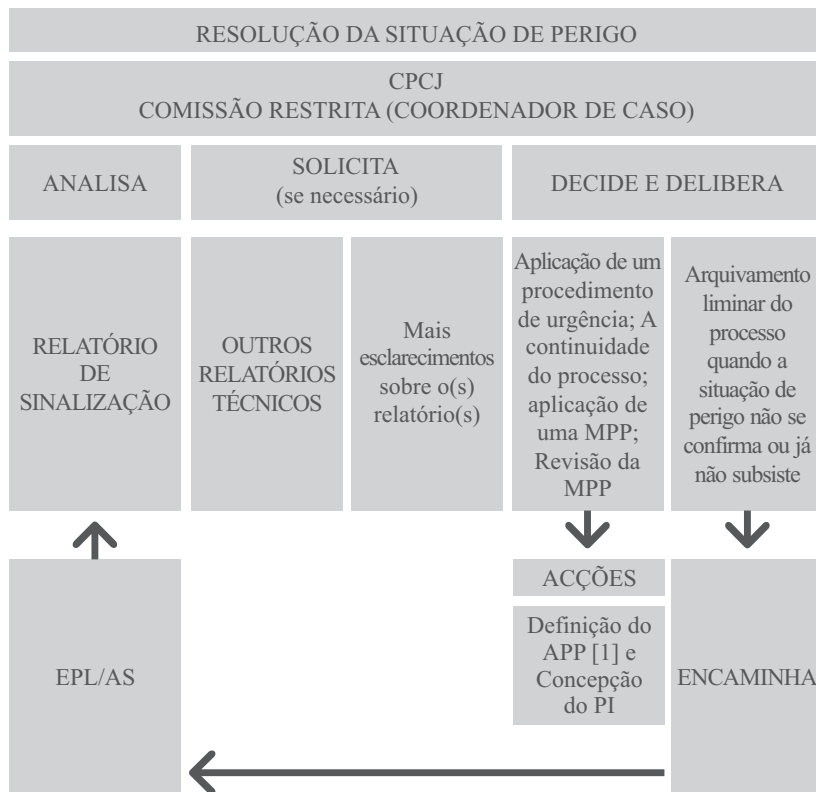 RESOLUÇÃO DA SITUAÇÃO DE PERIGO
CPCJ
COMISSÃO RESTRITA (COORDENADOR DE CASO)
ANALISA
SOLICITA
(se necessário)
DECIDE E DELIBERA
RELATÓRIO
DE
SINALIZAÇÃO
OUTROS
RELATÓRIOS
TÉCNICOS
Mais
esclarecimentos
sobre o(s)
relatório(s)
Aplicação de um
procedimento
de urgência; A
continuidade
do processo;
aplicação de
uma MPP;
Revisão da
MPP
Arquivamento
liminar do
processo
quando a
situação de
perigo não se
confirma ou já
não subsiste
EPL/AS
ACÇÕES
Definição do
APP [1] e
Concepção
do PI
ENCAMINHA